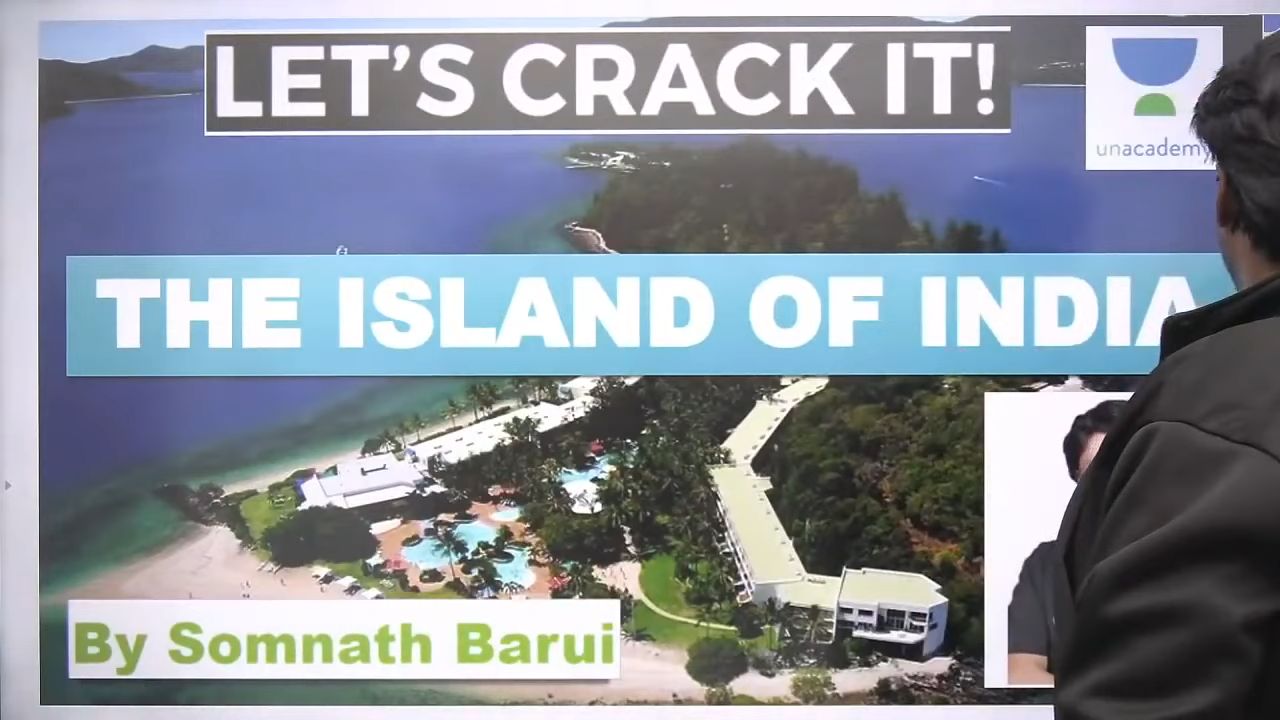 LET'S CRACK IT!
unacademy
THE ISLAND OF INDIA
By Somnath Barui